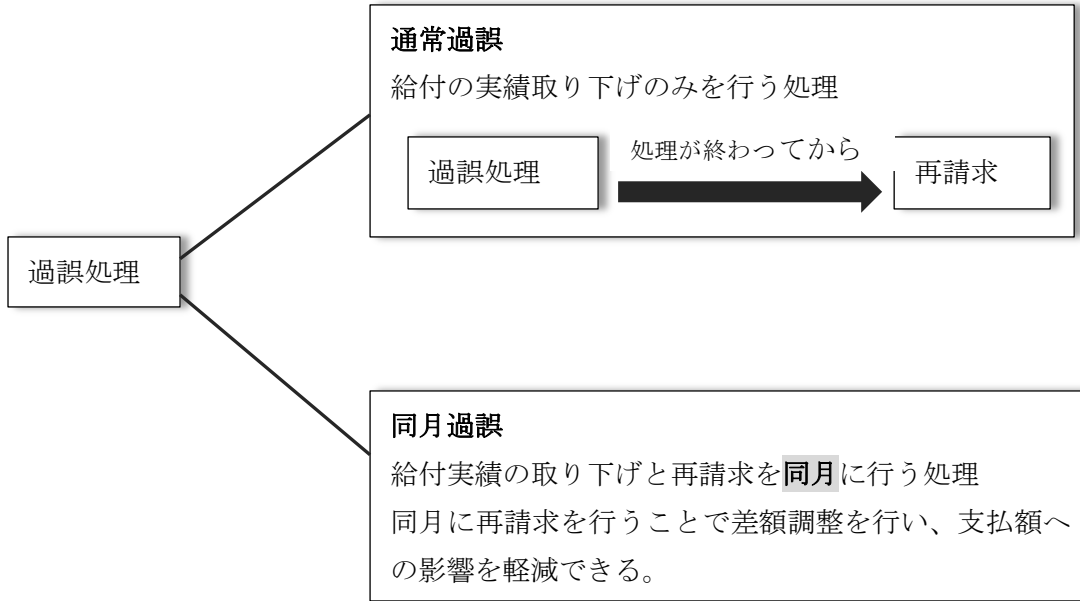 通常過誤
給付の実績取り下げのみを行う処理
過誤処理
処理が終わってから
再請求
過誤処理
同月過誤
給付実績の取り下げと再請求を同月に行う処理
同月に再請求を行うことで差額調整を行い、支払額へ
の影響を軽減できる。